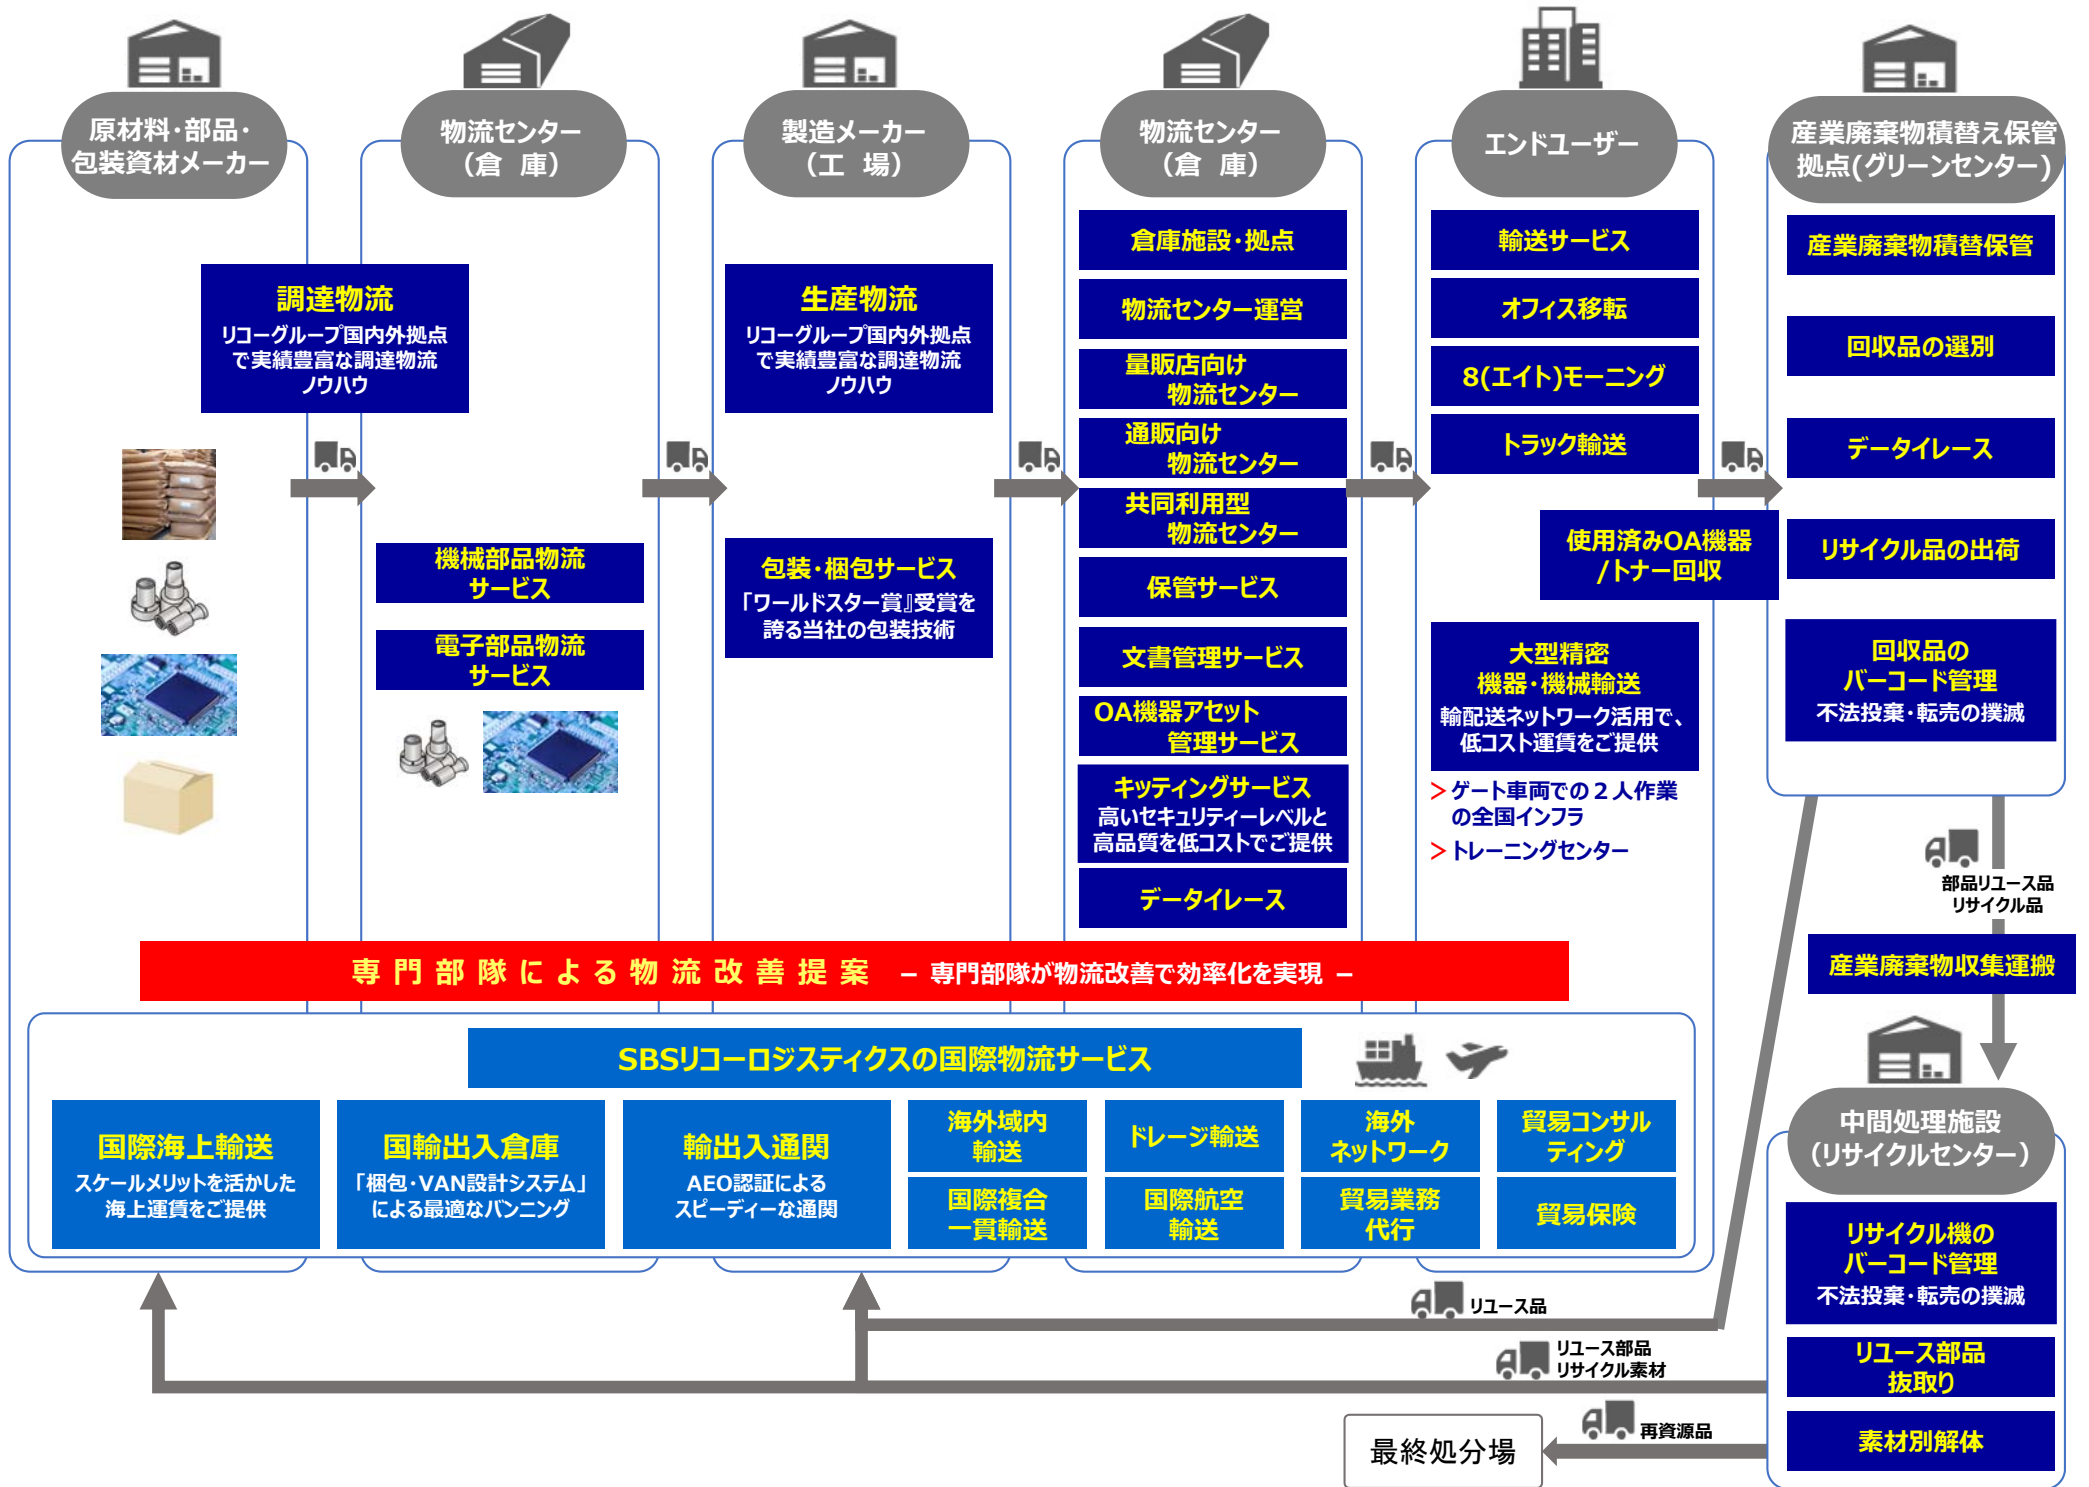 原材料・部品・
包装資材メーカー
物流センター
（倉　庫）
製造メーカー
（工　場）
物流センター
（倉　庫）
エンドユーザー
産業廃棄物積替え保管
拠点(グリーンセンター)
調達物流
リコーグループ国内外拠点
で実績豊富な調達物流
ノウハウ
機械部品物流
サービス
電子部品物流
サービス
生産物流
リコーグループ国内外拠点
で実績豊富な調達物流
ノウハウ
包装・梱包サービス
「ワールドスター賞』受賞を
誇る当社の包装技術
倉庫施設・拠点
物流センター運営
量販店向け
物流センター
通販向け
物流センター
共同利用型
物流センター
保管サービス
文書管理サービス
OA機器アセット
管理サービス
キッティングサービス
高いセキュリティーレベルと
高品質を低コストでご提供
データイレース
輸送サービス
オフィス移転
8(エイト)モーニング
トラック輸送
使用済みOA機器
/トナー回収
大型精密
機器・機械輸送
輸配送ネットワーク活用で、
低コスト運賃をご提供
＞ゲート車両での２人作業
の全国インフラ
＞トレーニングセンター
産業廃棄物積替保管
回収品の選別
データイレース
リサイクル品の出荷
回収品の
バーコード管理
不法投棄・転売の撲滅
部品リユース品
リサイクル品
産業廃棄物収集運搬
専門部隊による物流改善提案　– 専門部隊が物流改善で効率化を実現 –
SBSリコーロジスティクスの国際物流サービス
国際海上輸送
スケールメリットを活かした
海上運賃をご提供
国輸出入倉庫
「梱包・VAN設計システム」
による最適なバンニング
輸出入通関
AEO認証による
スピーディーな通関
海外域内
輸送
ドレージ輸送
海外
ネットワーク
貿易コンサル
ティング
国際複合
一貫輸送
国際航空
輸送
貿易業務
代行
貿易保険
中間処理施設
（リサイクルセンター）
リサイクル機の
バーコード管理
不法投棄・転売の撲滅
リユース部品
抜取り
素材別解体
リユース品
リユース部品
リサイクル素材
再資源品
最終処分場